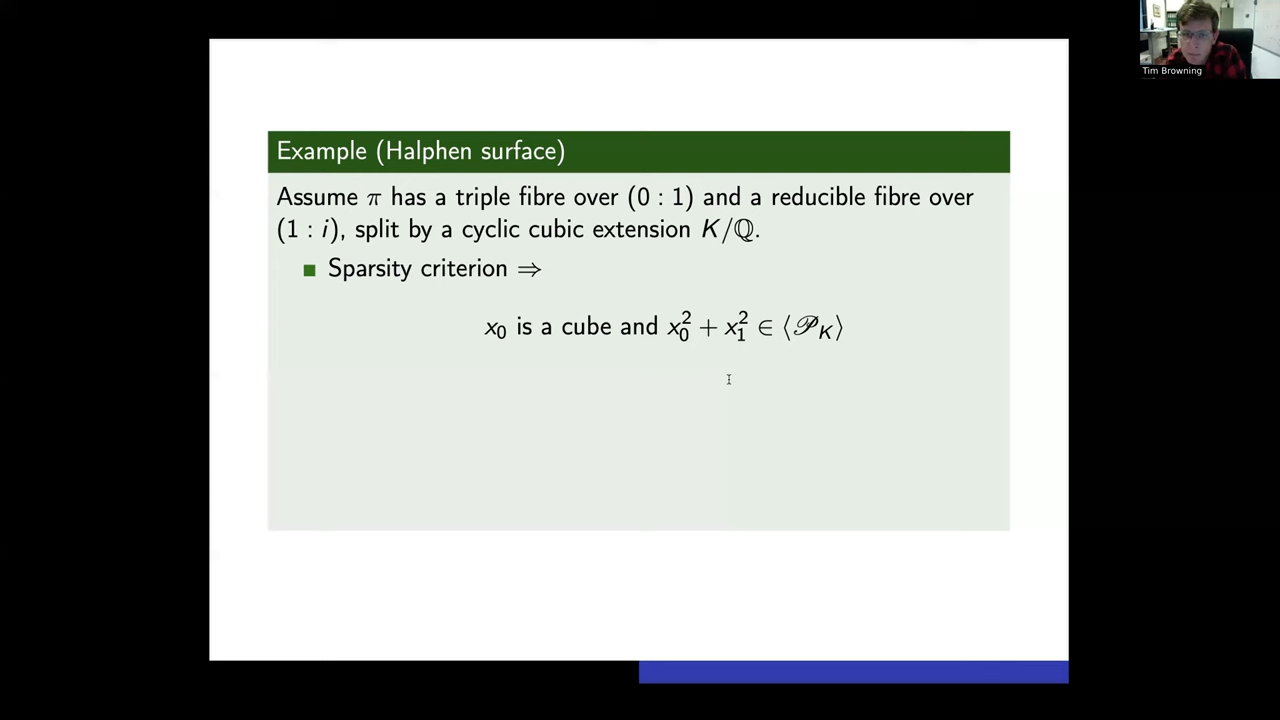 Tim Browning
Example (Halphen surface)
Assume π has a triple fibre over (0 : 1) and a reducible fibre over
(1 : i), split by a cyclic cubic extension K/ℚ.
■ Sparsity criterion ⇒
x₀ is a cube and x₀² + x₁² ∈ ⟨𝒫_K⟩